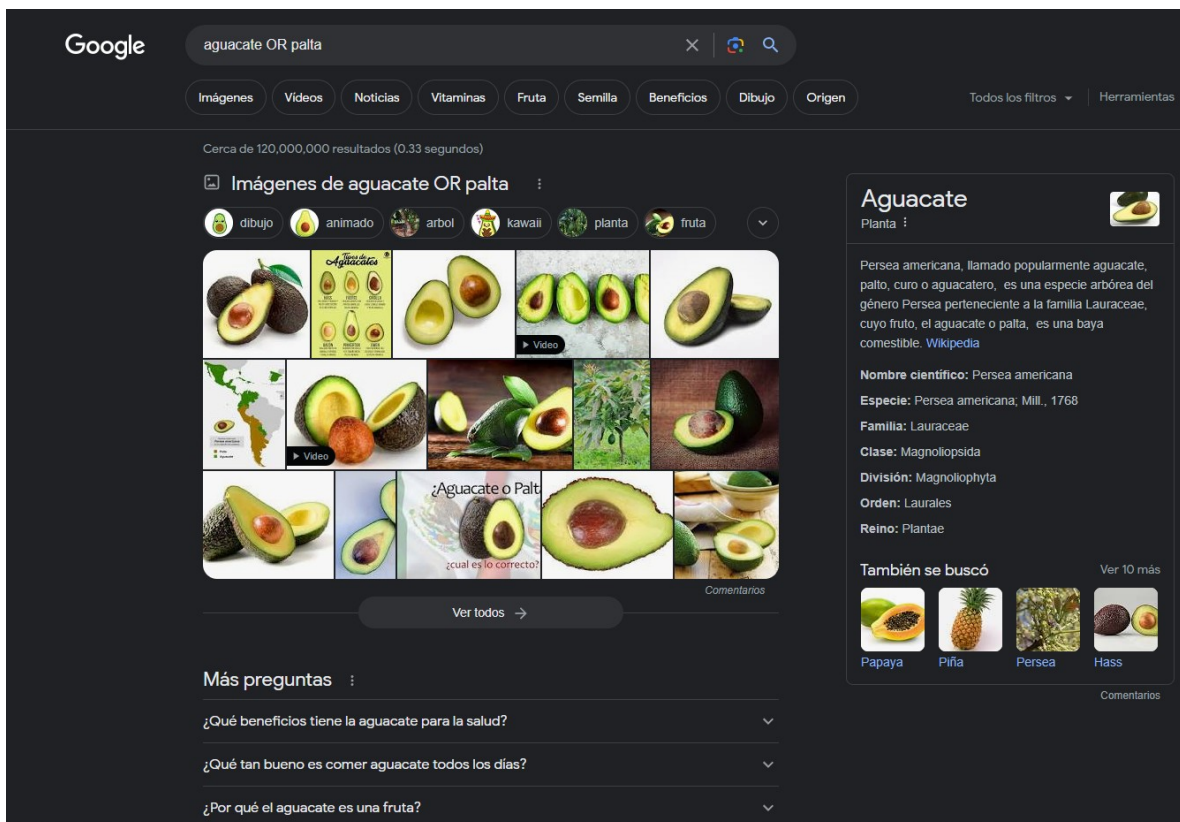 Google
aguacate OR palta
Imágenes
Vídeos
Noticias
Vitaminas
Fruta
Semilla
Beneficios
Dibujo
Origen
Todos los filtros
Herramientas
Cerca de 120,000,000 resultados (0.33 segundos)
Imágenes de aguacate OR palta
dibujo
animado
arbol
kawaii
planta
fruta
Tipos de
Aguacates
Video
Video
¿Aguacate o Palt
¿cual es lo correcto?
Comentarios
Ver todos
Más preguntas
¿Qué beneficios tiene la aguacate para la salud?
¿Qué tan bueno es comer aguacate todos los días?
¿Por qué el aguacate es una fruta?
Aguacate
Planta
Persea americana, llamado popularmente aguacate,
palto, curo o aguacatero, es una especie arbórea del
género Persea perteneciente a la familia Lauraceae,
cuyo fruto, el aguacate o palta, es una baya
comestible. Wikipedia
Nombre científico: Persea americana
Especie: Persea americana; Mill., 1768
Familia: Lauraceae
Clase: Magnoliopsida
División: Magnoliophyta
Orden: Laurales
Reino: Plantae
También se buscó
Ver 10 más
Papaya
Piña
Persea
Hass
Comentarios